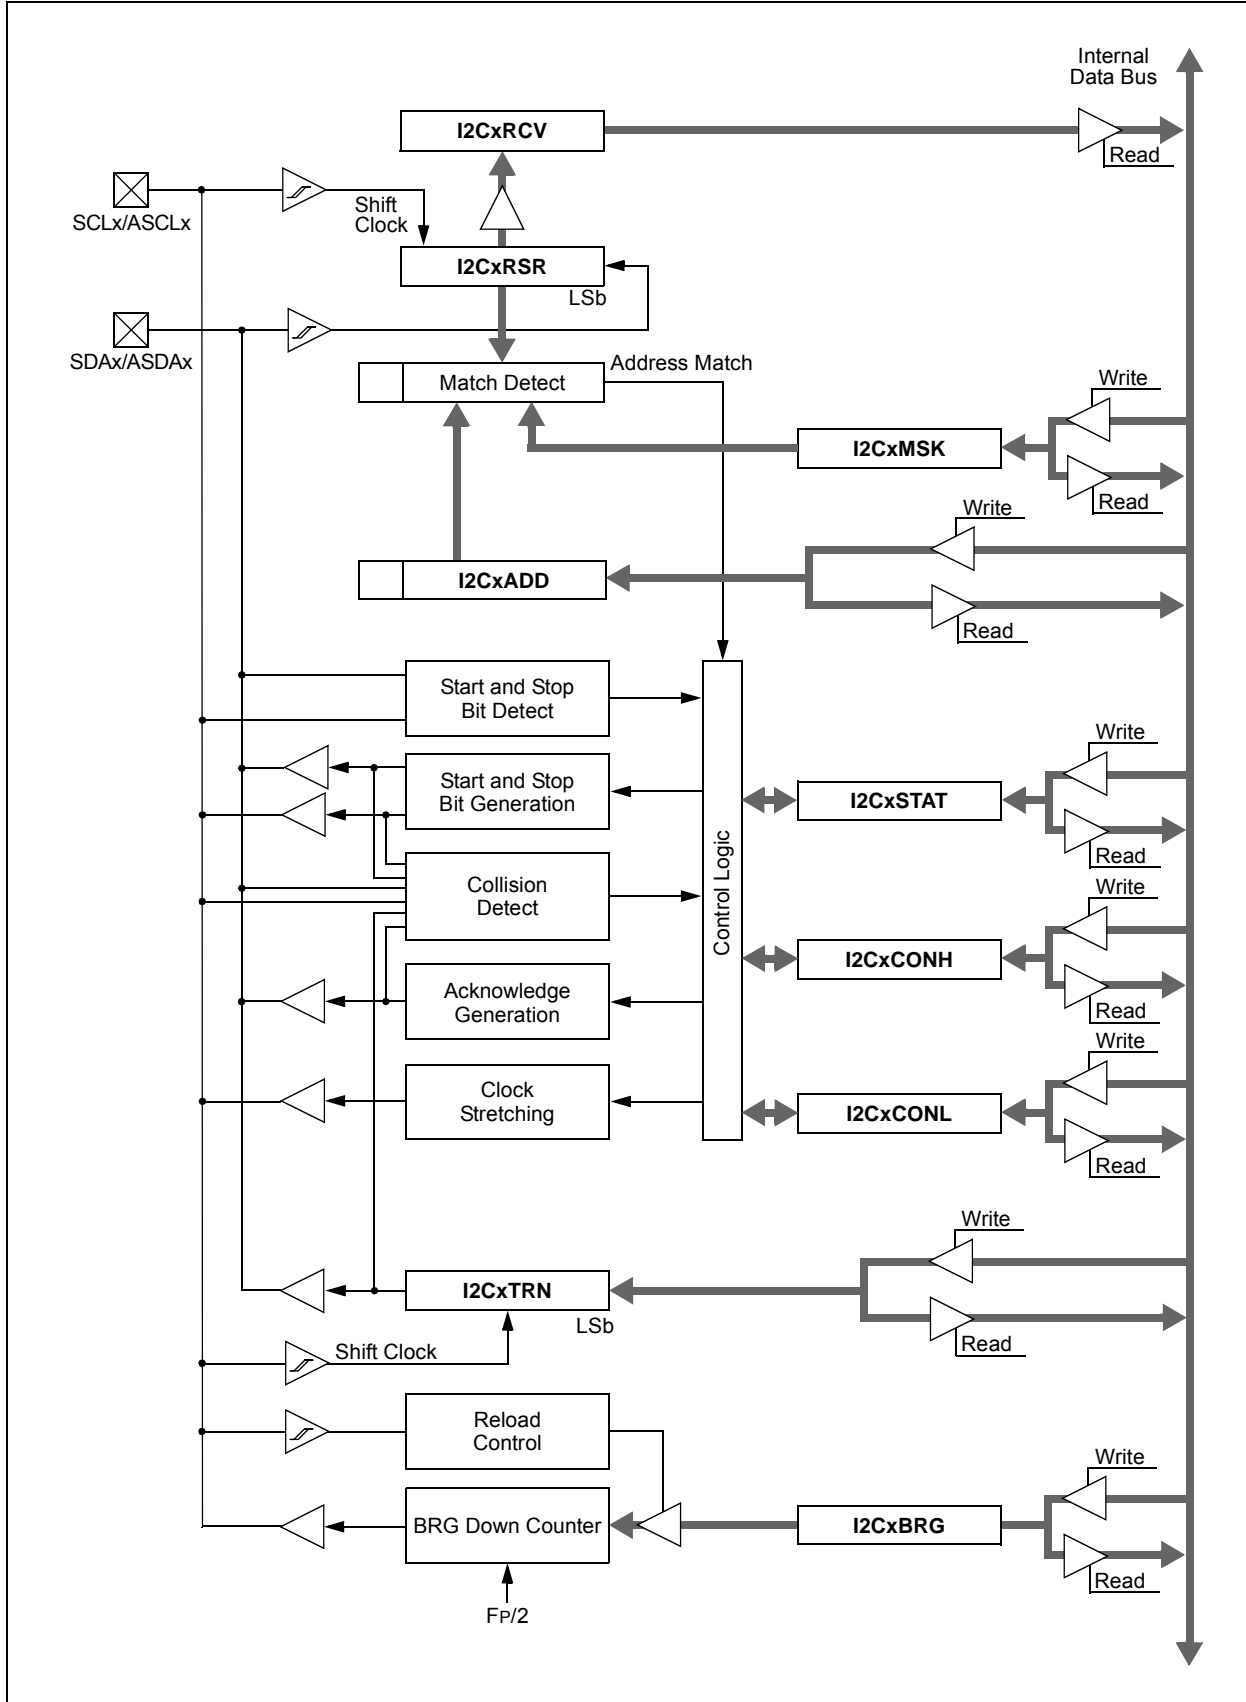 Internal
Data Bus
I2CxRCV
Read
SCLx/ASCLx
Shift
Clock
I2CxRSR
LSb
SDAx/ASDAx
Address Match
Match Detect
Write
I2CxMSK
Read
Write
I2CxADD
Read
Start and Stop
Bit Detect
Write
Start and Stop
Bit Generation
I2CxSTAT
Read
Control Logic
Collision
Detect
Write
I2CxCONH
Acknowledge
Generation
Read
Write
Clock
Stretching
I2CxCONL
Read
Write
I2CxTRN
LSb
Read
Shift Clock
Reload
Control
Write
BRG Down Counter
I2CxBRG
Read
FP/2